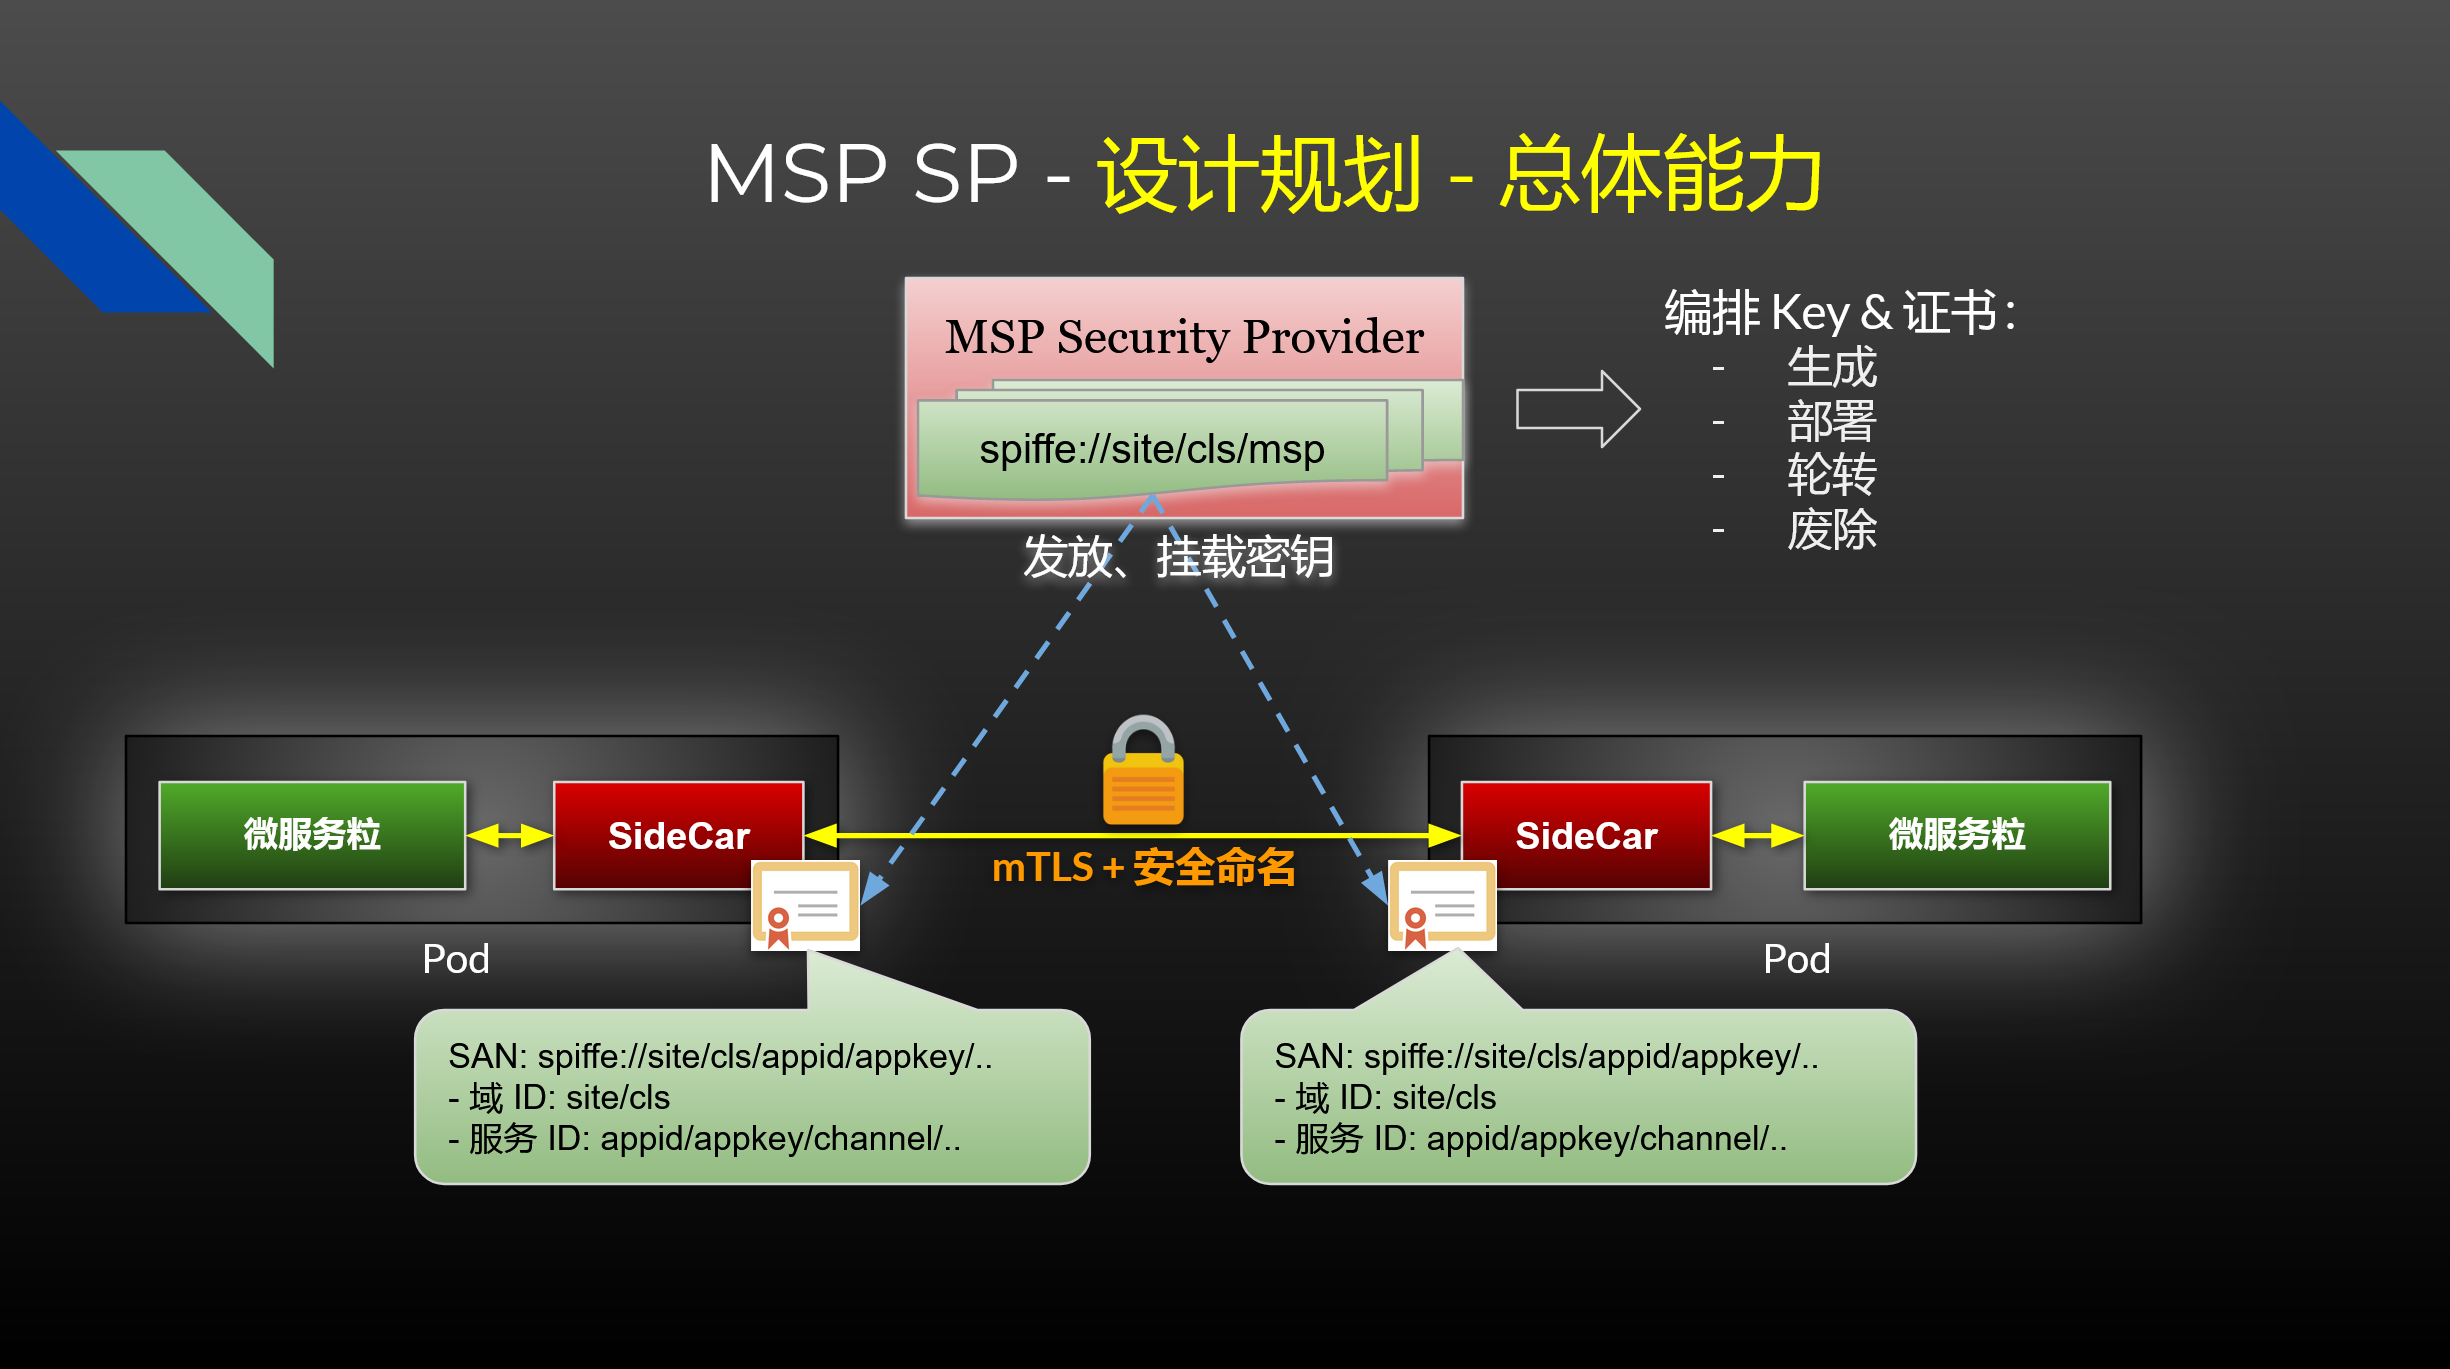 MSP SP - 设计规划 - 总体能力
MSP Security Provider
spiffe://site/cls/msp
编排 Key & 证书：
- 生成
- 部署
- 轮转
- 废除
发放、挂载密钥
微服务粒
SideCar
mTLS + 安全命名
SideCar
微服务粒
Pod
Pod
SAN: spiffe://site/cls/appid/appkey/..
- 域 ID: site/cls
- 服务 ID: appid/appkey/channel/..
SAN: spiffe://site/cls/appid/appkey/..
- 域 ID: site/cls
- 服务 ID: appid/appkey/channel/..